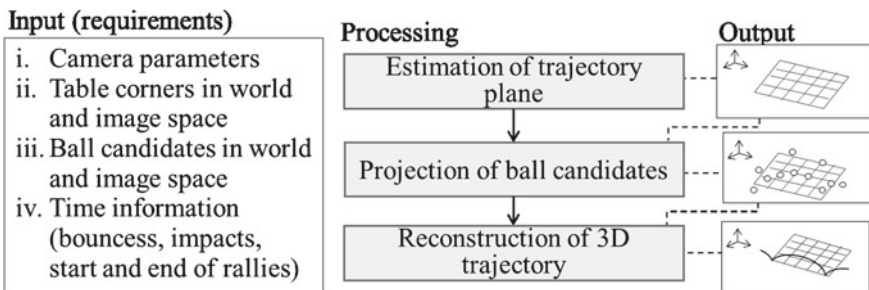 Input (requirements)
i. Camera parameters
ii. Table corners in world
and image space
iii. Ball candidates in world
and image space
iv. Time information
(bouncess, impacts,
start and end of rallies)
Processing
Estimation of trajectory
plane
Projection of ball candidates
Reconstruction of 3D
trajectory
Output